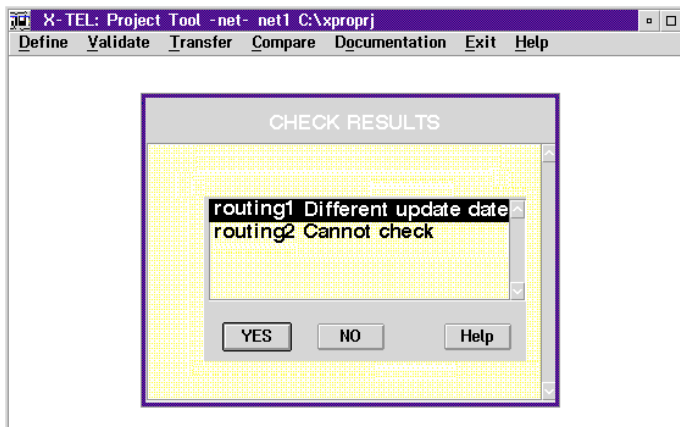 X-TEL: Project Tool -net- net1 C:\xproprj
Define Validate Transfer Compare Documentation Exit Help
CHECK RESULTS
routing1 Different update date
routing2 Cannot check
YES NO Help